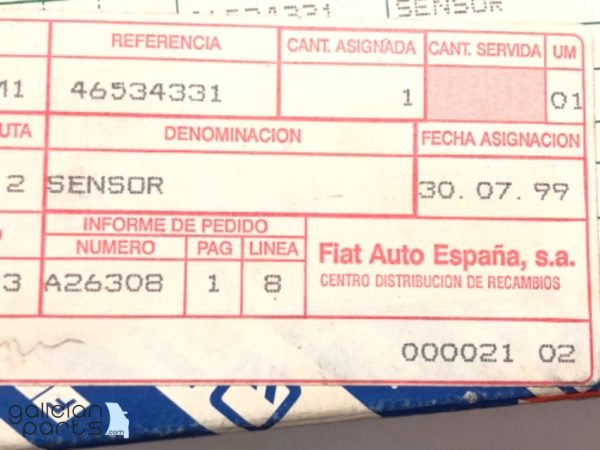 SENSOR
REFERENCIA CANT. ASIGNADA CANT. SERVIDA UM
M1 46534331 1 01
UTA DENOMINACION FECHA ASIGNACION
2 SENSOR 30. 07. 99
INFORME DE PEDIDO
NUMERO PAG LINEA
Fiat Auto España, s.a.
3 A26308 1 8 CENTRO DISTRIBUCION DE RECAMBIOS
000021 02
galician
parts.com